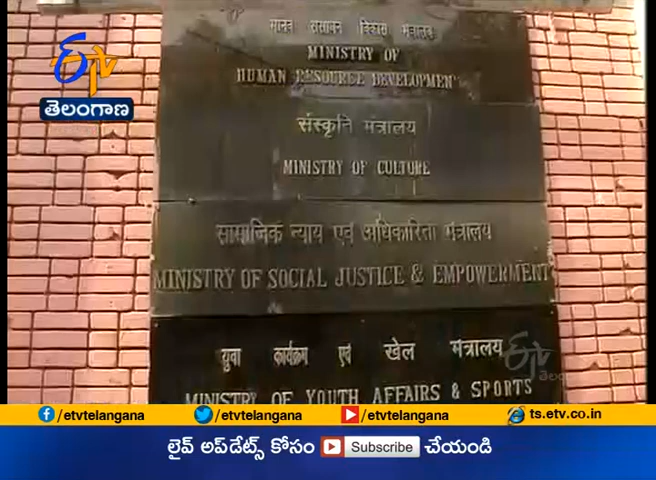 मानव संसाधन विकास मंत्रालय
MINISTRY OF
HUMAN RESOURCE DEVELOPMENT
संस्कृति मंत्रालय
MINISTRY OF CULTURE
सामाजिक न्याय एवं अधिकारिता मंत्रालय
MINISTRY OF SOCIAL JUSTICE & EMPOWERMENT
युवा कार्यक्रम एवं खेल मंत्रालय
MINISTRY OF YOUTH AFFAIRS & SPORTS
ఈtv
తెలంగాణ
ఈtv
/etvtelangana /etvtelangana /etvtelangana ts.etv.co.in
లైవ్ అప్‌డేట్స్ కోసం Subscribe చేయండి